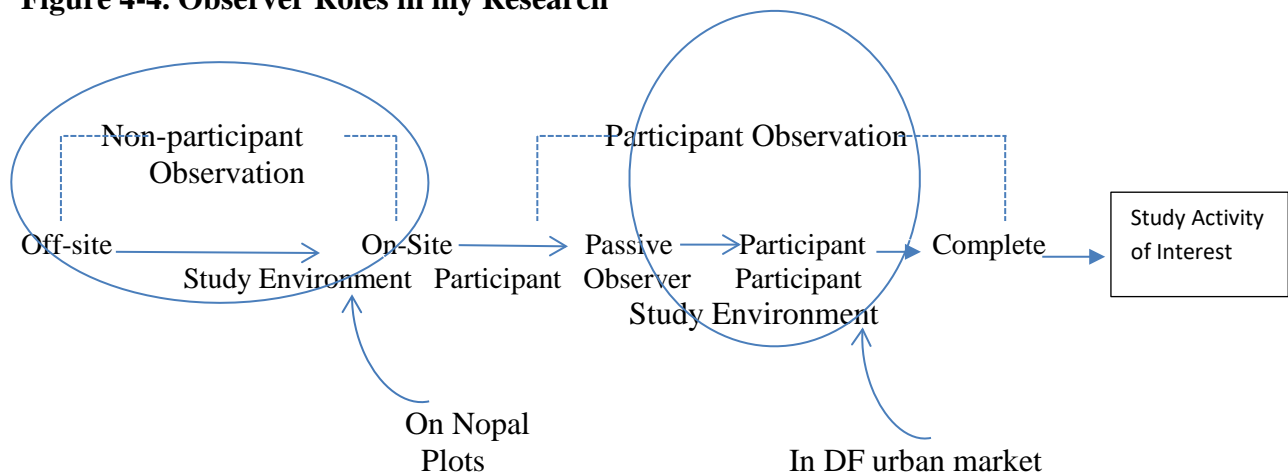 Figure 4-4. Observer Roles in my Research
Non-participant
Observation
Participant Observation
Off-site
On-Site
Passive
Participant
Complete
Study Environment
Participant
Observer
Participant
Study Environment
Study Activity
of Interest
On Nopal
Plots
In DF urban market